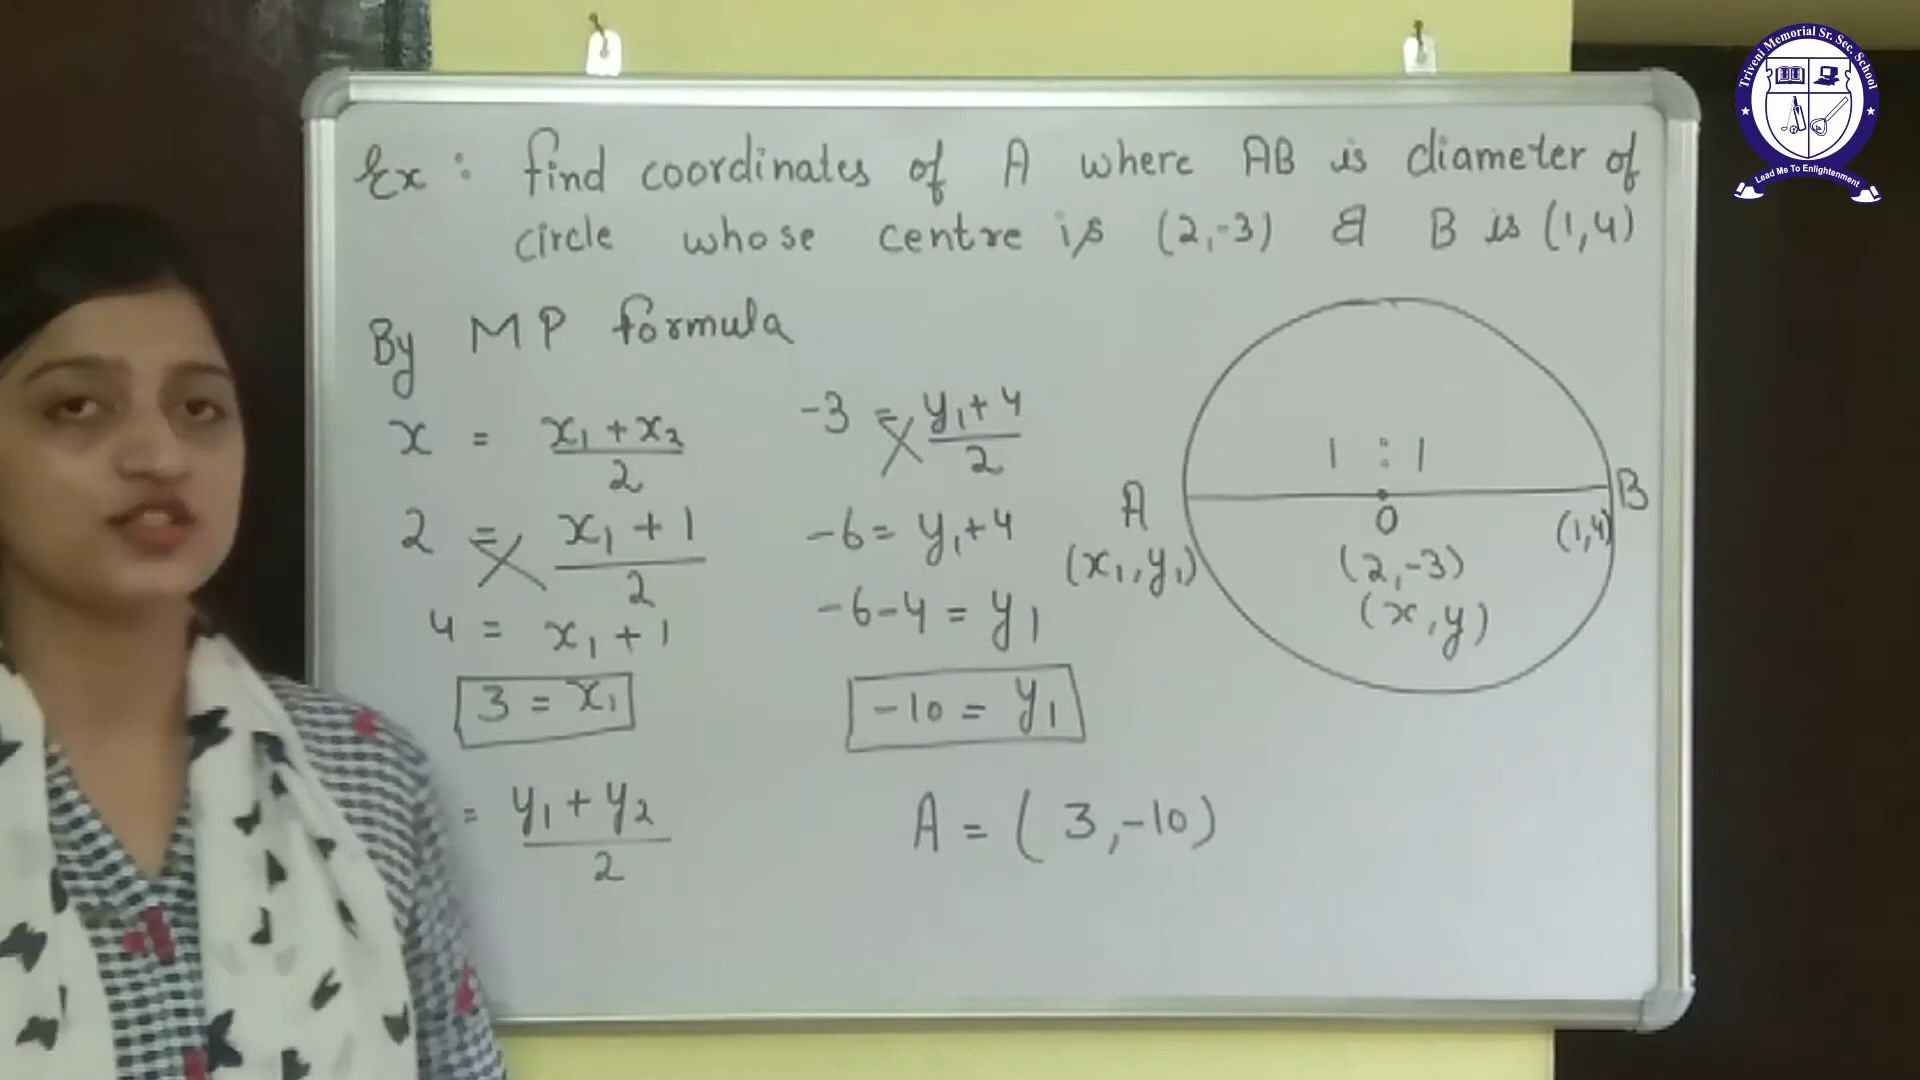 Ex : find coordinates of A where AB is diameter of
circle whose centre is (2,-3) & B is (1,4)
By MP formula
x = x₁ + x₂ / 2
2 = x₁ + 1 / 2
4 = x₁ + 1
3 = x₁
= y₁ + y₂ / 2
-3 = y₁ + 4 / 2
-6 = y₁ + 4
-6-4 = y₁
-10 = y₁
A = (3,-10)
1 : 1
A
(x₁, y₁)
O
(2,-3)
(x, y)
B
(1,4)
Triveni Memorial Sr. Sec. School
Lead Me To Enlightenment